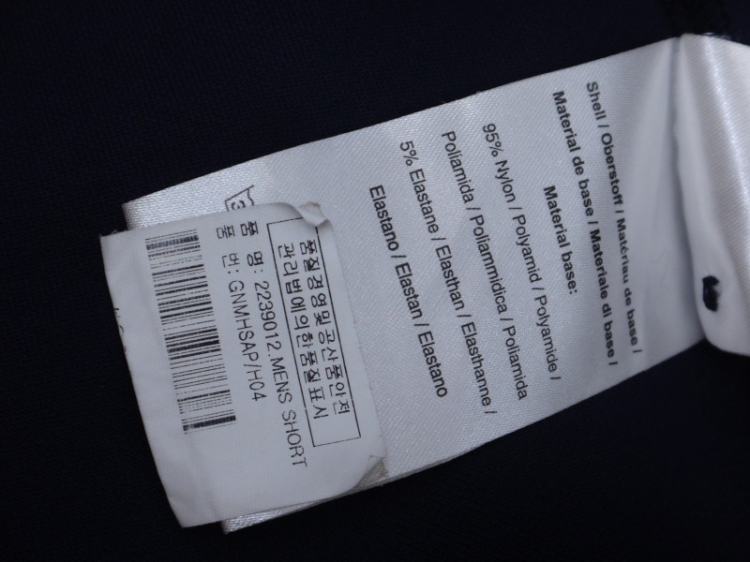 Shell / Oberstoff / Matériau de base /
Material de base / Materiale di base /
Material base:
95% Nylon / Polyamid / Polyamide /
Poliamida / Poliammidica / Poliamida
5% Elastane / Elasthan / Elasthanne /
Elastano / Elastan / Elastano
품질경영및공산품안전
관리법에의한품질표시
품 명: 2239012.MENS SHORT
품 번: GNMHSAP/H04